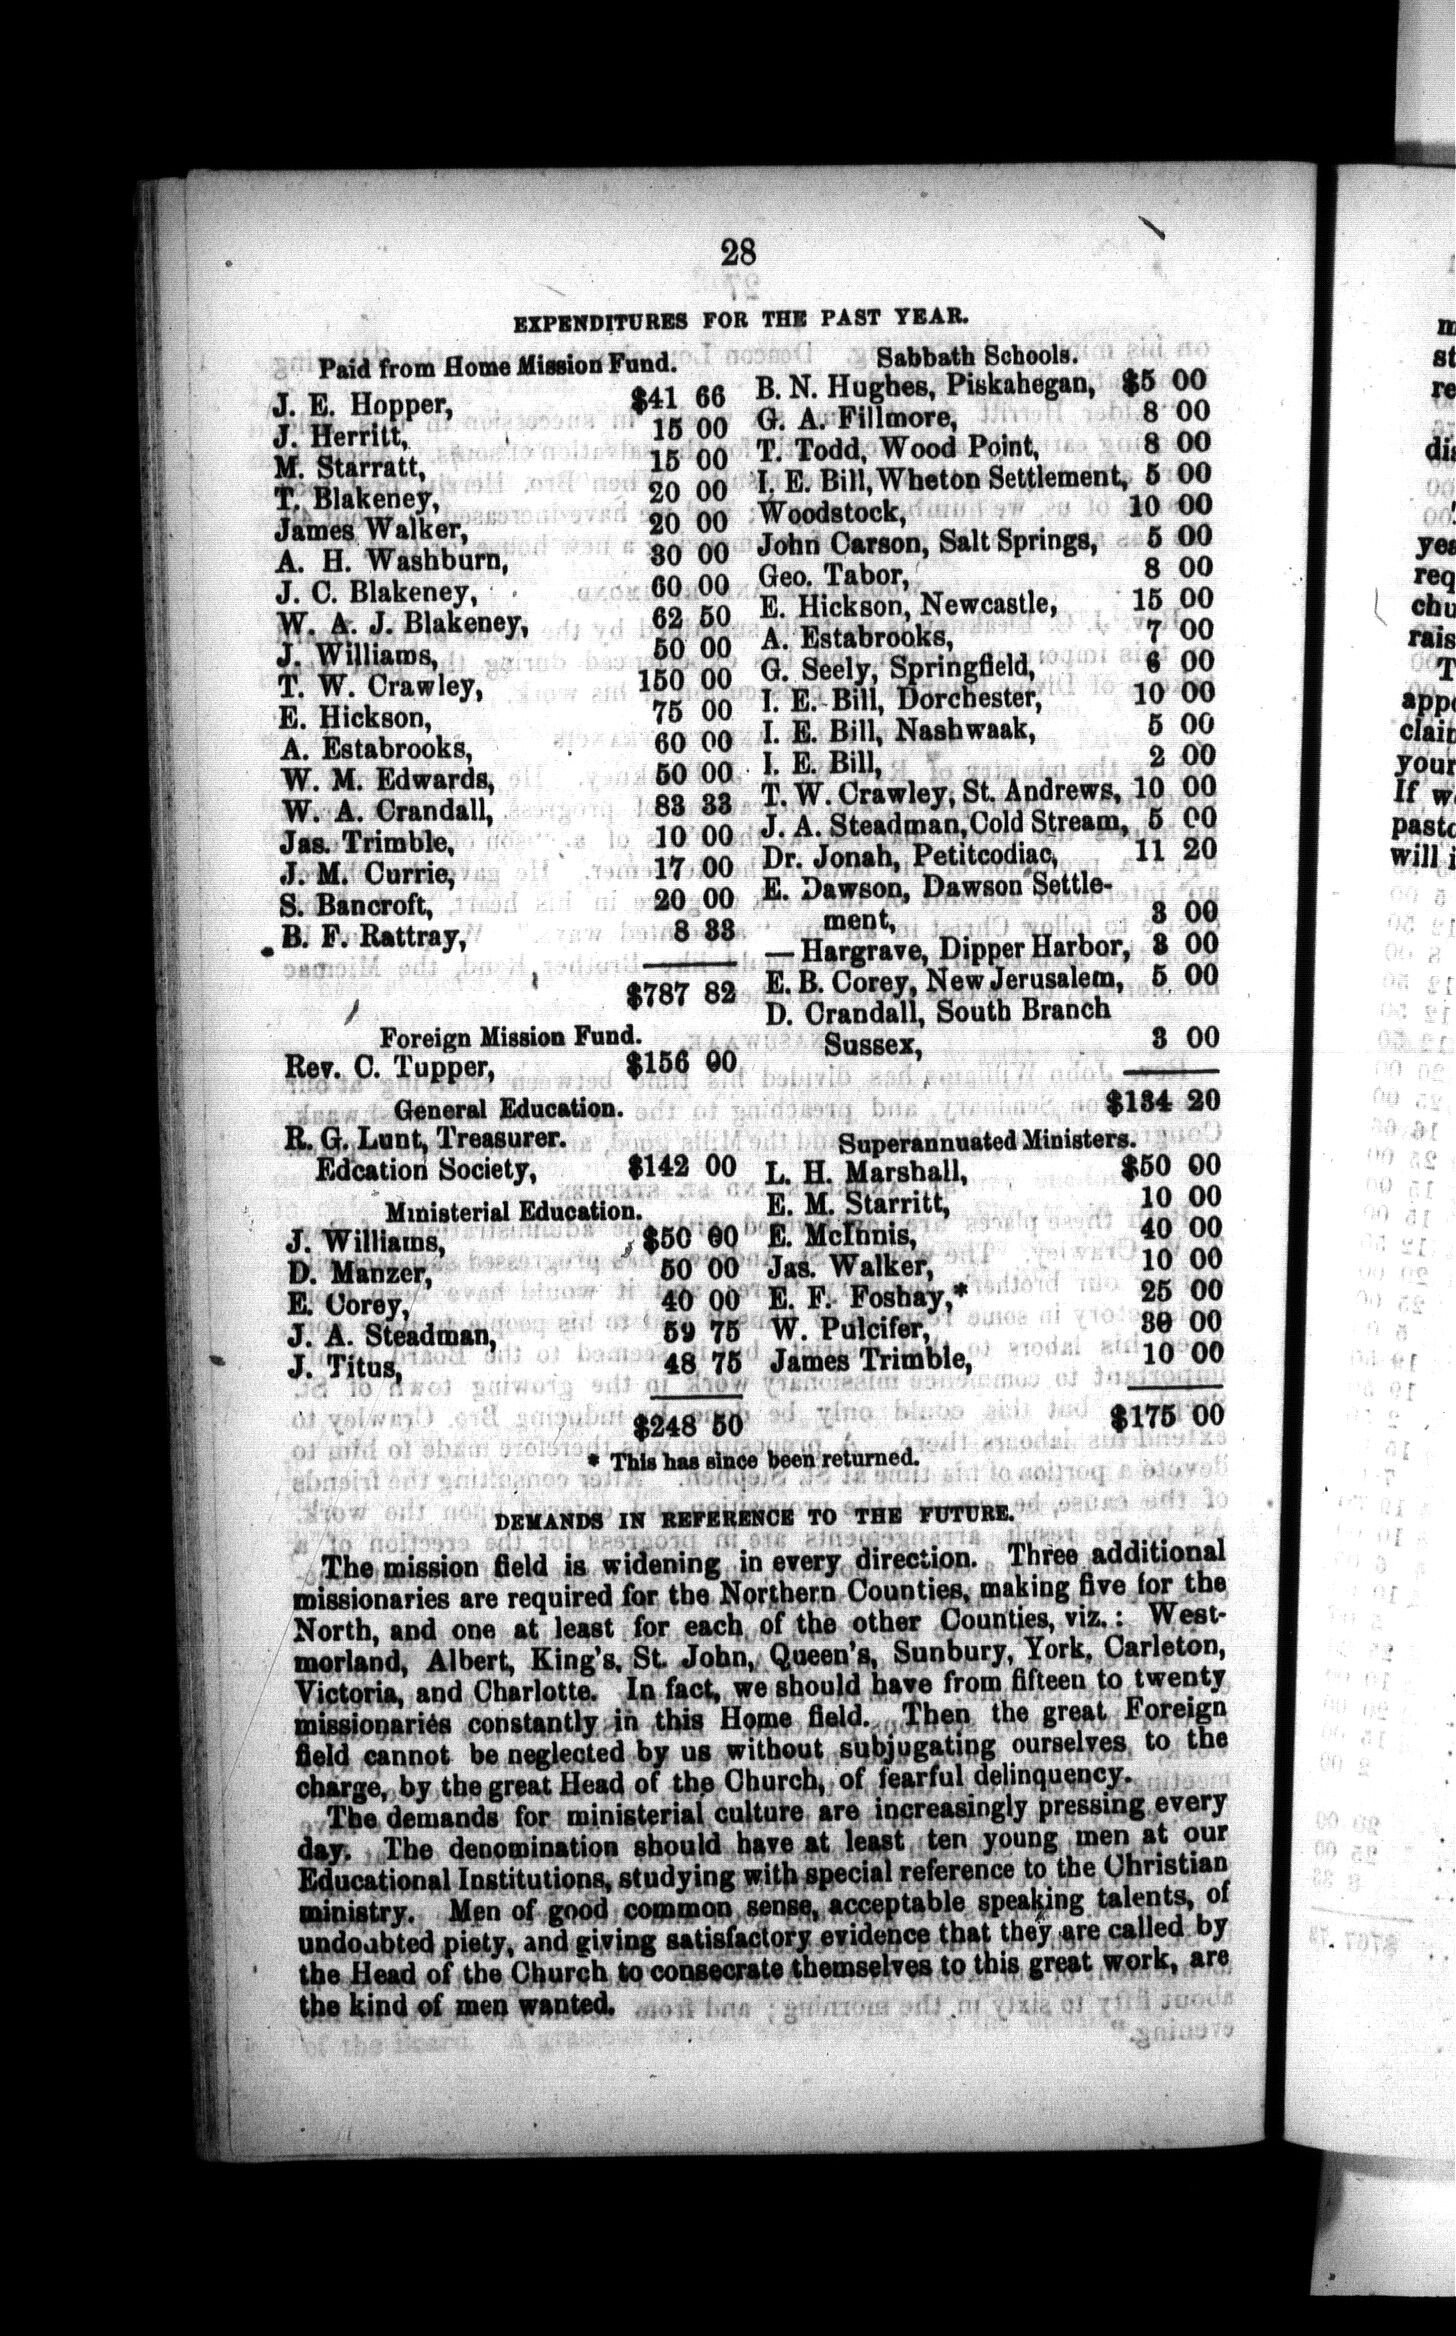 28
EXPENDITURES FOR THE PAST YEAR.
Paid from Home Mission Fund.
J. E. Hopper, $41 66
J. Herritt, 15 00
M. Starratt, 15 00
T. Blakeney, 20 00
James Walker, 20 00
A. H. Washburn, 30 00
J. C. Blakeney, 60 00
W. A. J. Blakeney, 62 50
J. Williams, 50 00
T. W. Crawley, 150 00
E. Hickson, 75 00
A. Estabrooks, 60 00
W. M. Edwards, 50 00
W. A. Crandall, 83 33
Jas. Trimble, 10 00
J. M. Currie, 17 00
S. Bancroft, 20 00
B. F. Rattray, 8 33
$787 82
Foreign Mission Fund.
Rev. C. Tupper, $156 00
General Education.
R. G. Lunt, Treasurer.
Edcation Society, $142 00
Ministerial Education.
J. Williams, $50 00
D. Manzer, 50 00
E. Corey, 40 00
J. A. Steadman, 59 75
J. Titus, 48 75
$248 50
Sabbath Schools.
B. N. Hughes, Piskahegan, $5 00
G. A. Fillmore, 8 00
T. Todd, Wood Point, 8 00
I. E. Bill, Wheton Settlement, 5 00
Woodstock, 10 00
John Carson, Salt Springs, 5 00
Geo. Tabor, 8 00
E. Hickson, Newcastle, 15 00
A. Estabrooks, 7 00
G. Seely, Springfield, 6 00
I. E. Bill, Dorchester, 10 00
I. E. Bill, Nashwaak, 5 00
I. E. Bill, 2 00
T. W. Crawley, St. Andrews, 10 00
J. A. Steadman, Cold Stream, 5 00
Dr. Jonah, Petitcodiac, 11 20
E. Dawson, Dawson Settle-
ment, 3 00
— Hargrave, Dipper Harbor, 3 00
E. B. Corey, New Jerusalem, 5 00
D. Crandall, South Branch
Sussex, 3 00
$134 20
Superannuated Ministers.
L. H. Marshall, $50 00
E. M. Starritt, 10 00
E. McInnis, 40 00
Jas. Walker, 10 00
E. F. Foshay,* 25 00
W. Pulcifer, 30 00
James Trimble, 10 00
$175 00
* This has since been returned.
DEMANDS IN REFERENCE TO THE FUTURE.
The mission field is widening in every direction. Three additional
missionaries are required for the Northern Counties, making five for the
North, and one at least for each of the other Counties, viz.: West-
morland, Albert, King's, St. John, Queen's, Sunbury, York, Carleton,
Victoria, and Charlotte. In fact, we should have from fifteen to twenty
missionaries constantly in this Home field. Then the great Foreign
field cannot be neglected by us without subjugating ourselves to the
charge, by the great Head of the Church, of fearful delinquency.
The demands for ministerial culture are increasingly pressing every
day. The denomination should have at least ten young men at our
Educational Institutions, studying with special reference to the Christian
ministry. Men of good common sense, acceptable speaking talents, of
undoubted piety, and giving satisfactory evidence that they are called by
the Head of the Church to consecrate themselves to this great work, are
the kind of men wanted.